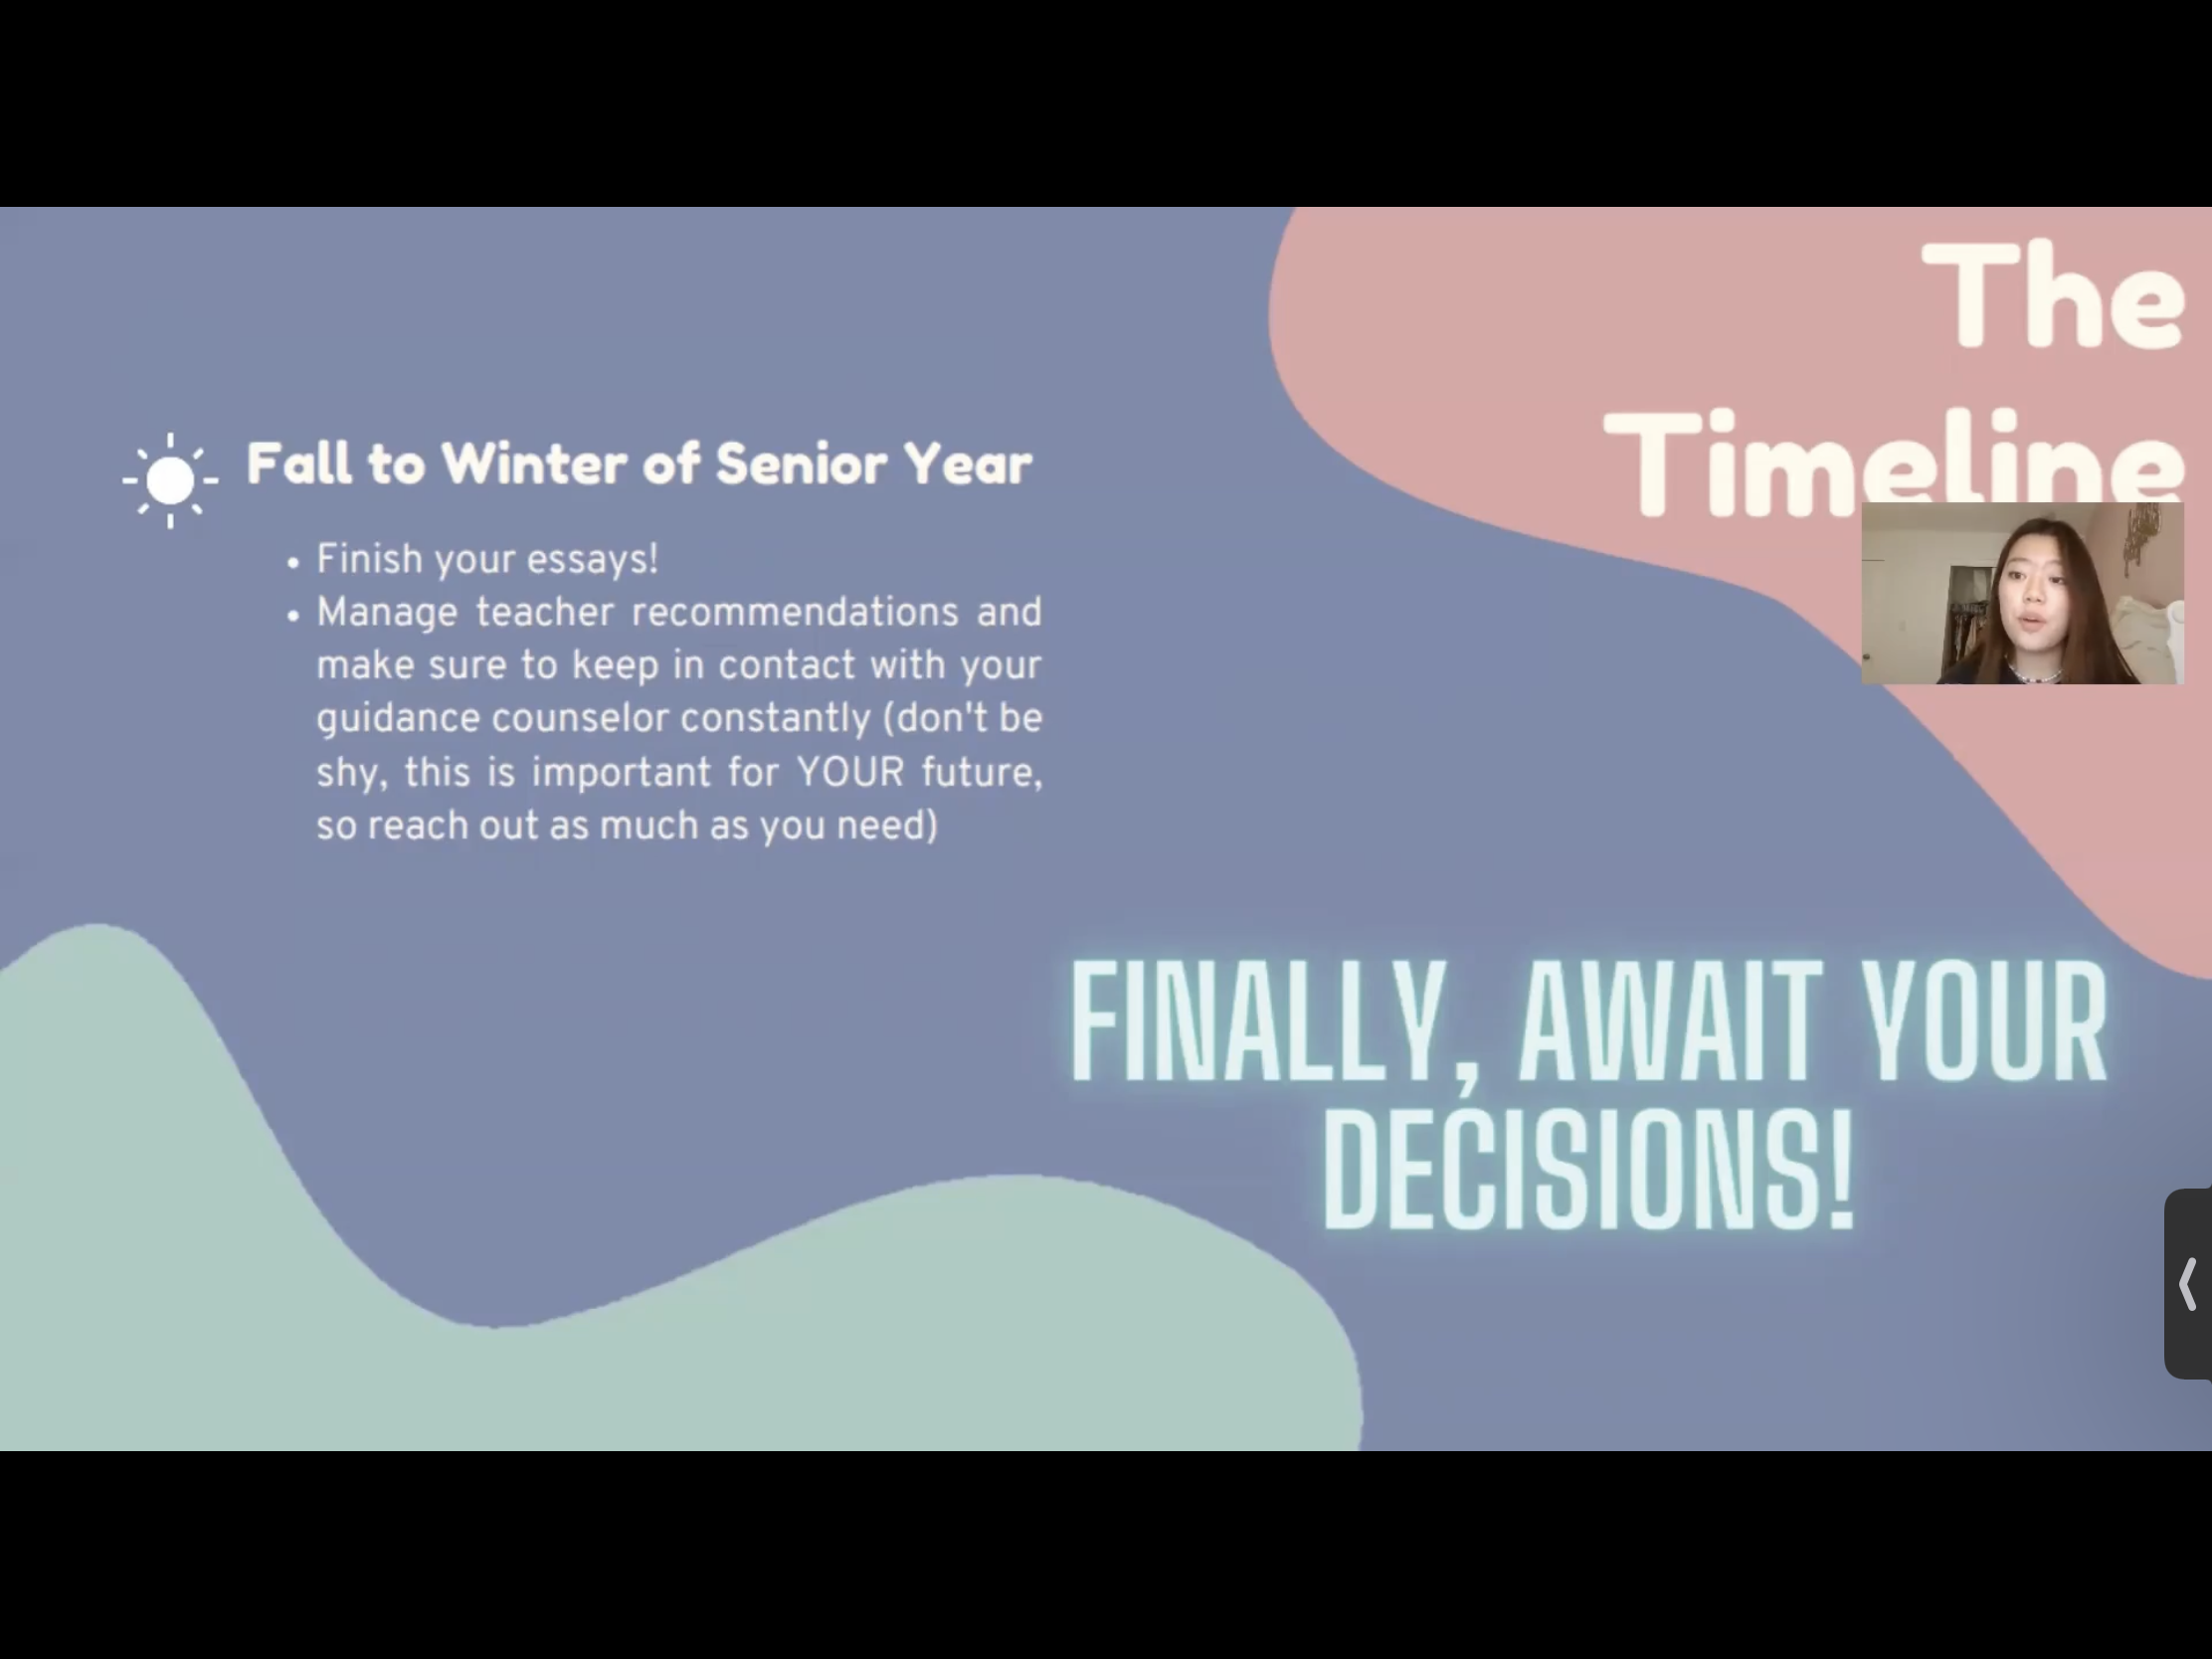 The
Timeline
Fall to Winter of Senior Year
• Finish your essays!
• Manage teacher recommendations and
make sure to keep in contact with your
guidance counselor constantly (don't be
shy, this is important for YOUR future,
so reach out as much as you need)
FINALLY, AWAIT YOUR
DECISIONS!